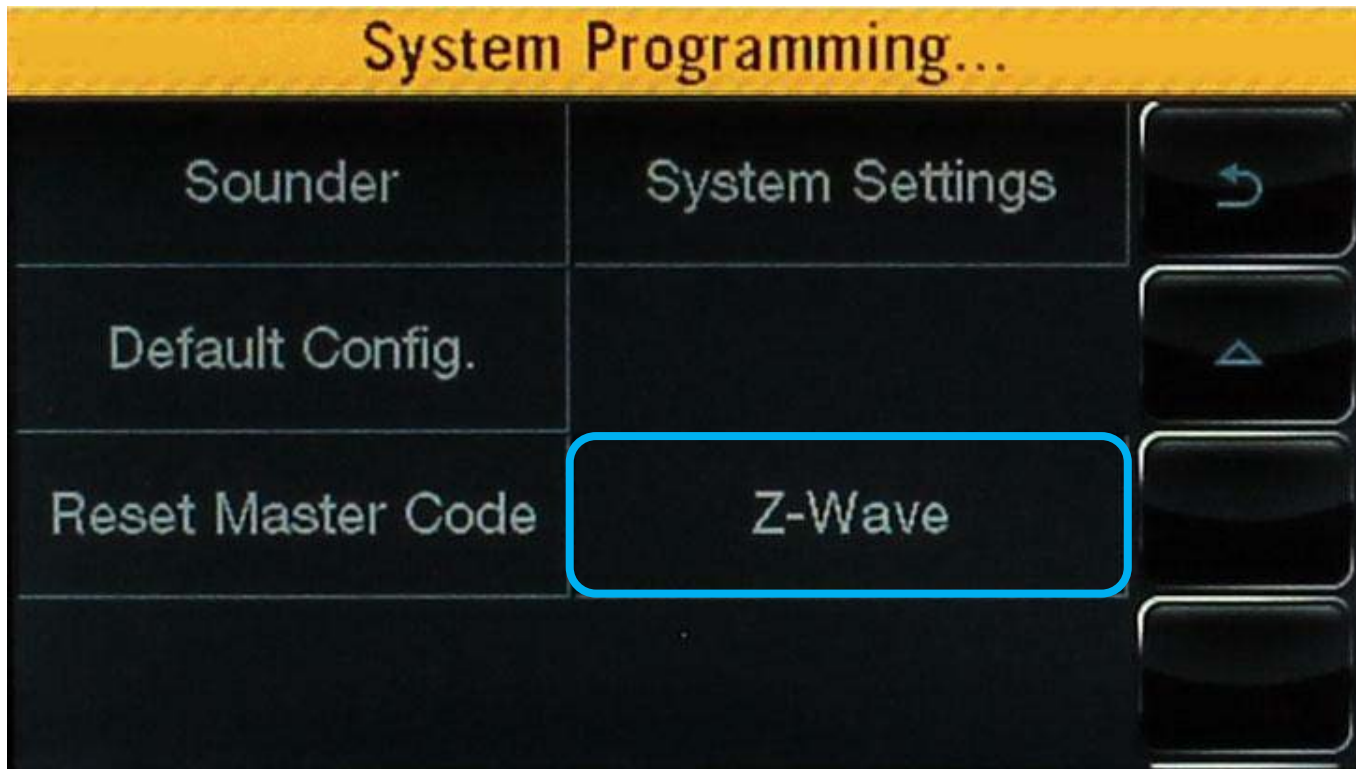 System Programming...
Sounder
System Settings
Default Config.
Reset Master Code
Z-Wave